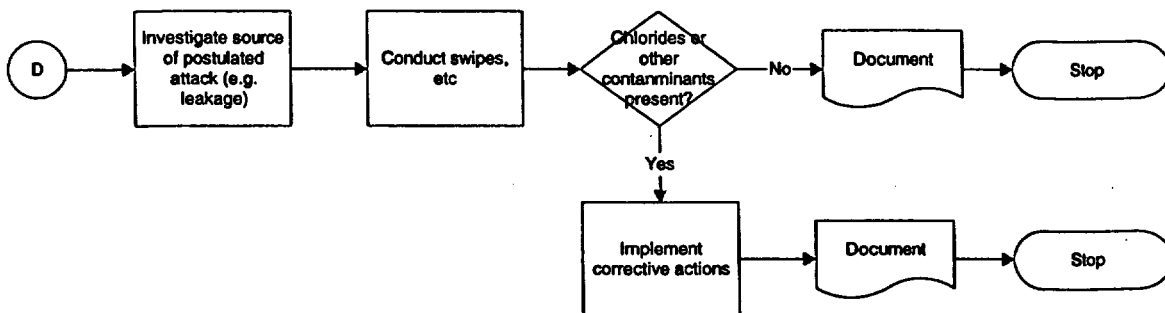 D
Investigate source
of postulated
attack (e.g.
leakage)
Conduct swipes,
etc
Chlorides or
other
contanminants
present?
No
Document
Stop
Yes
Implement
corrective actions
Document
Stop